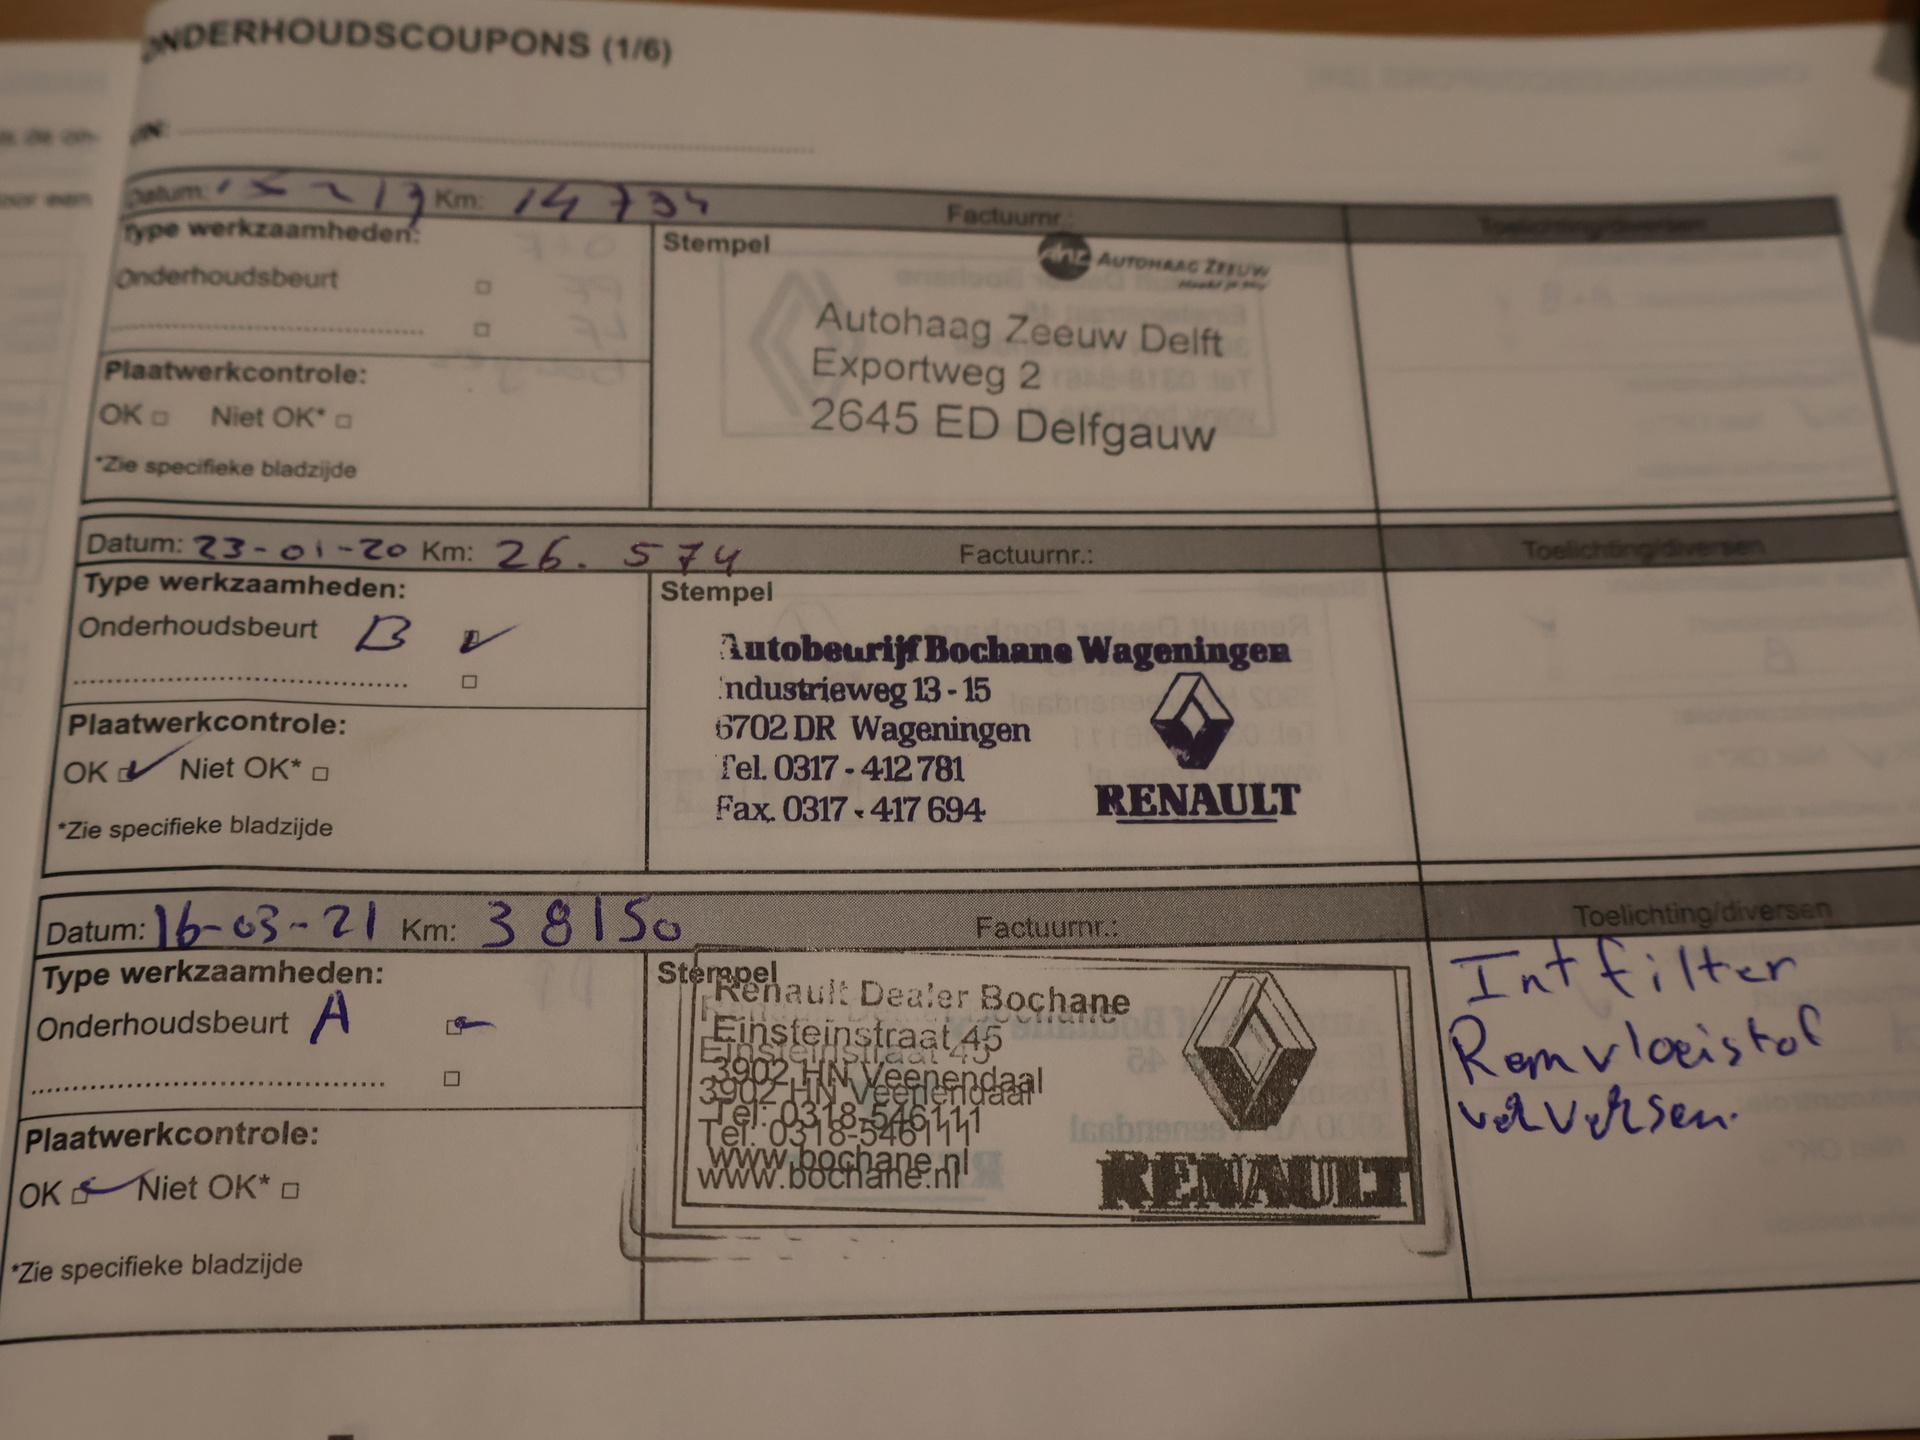 ONDERHOUDSCOUPONS (1/6)
Datum: Km: 14734 Factuurnr.: Toelichting/diversen
Type werkzaamheden:
Onderhoudsbeurt
Plaatwerkcontrole:
OK Niet OK*
*Zie specifieke bladzijde
Stempel
ahz AUTOHAAG ZEEUW
Autohaag Zeeuw Delft
Exportweg 2
2645 ED Delfgauw
Datum: 23-01-20 Km: 26.574 Factuurnr.: Toelichting/diversen
Type werkzaamheden:
Onderhoudsbeurt B
Plaatwerkcontrole:
OK Niet OK*
*Zie specifieke bladzijde
Stempel
Autobedrijf Bochane Wageningen
Industrieweg 13 - 15
6702 DR Wageningen
Tel. 0317 - 412 781
Fax. 0317 - 417 694
RENAULT
Datum: 16-03-21 Km: 38150 Factuurnr.: Toelichting/diversen
Type werkzaamheden:
Onderhoudsbeurt A
Plaatwerkcontrole:
OK Niet OK*
*Zie specifieke bladzijde
Stempel
Renault Dealer Bochane
Einsteinstraat 45
3902 HN Veenendaal
Tel: 0318-546111
www.bochane.nl
RENAULT
Int filter
Remvloeistof
verversen.